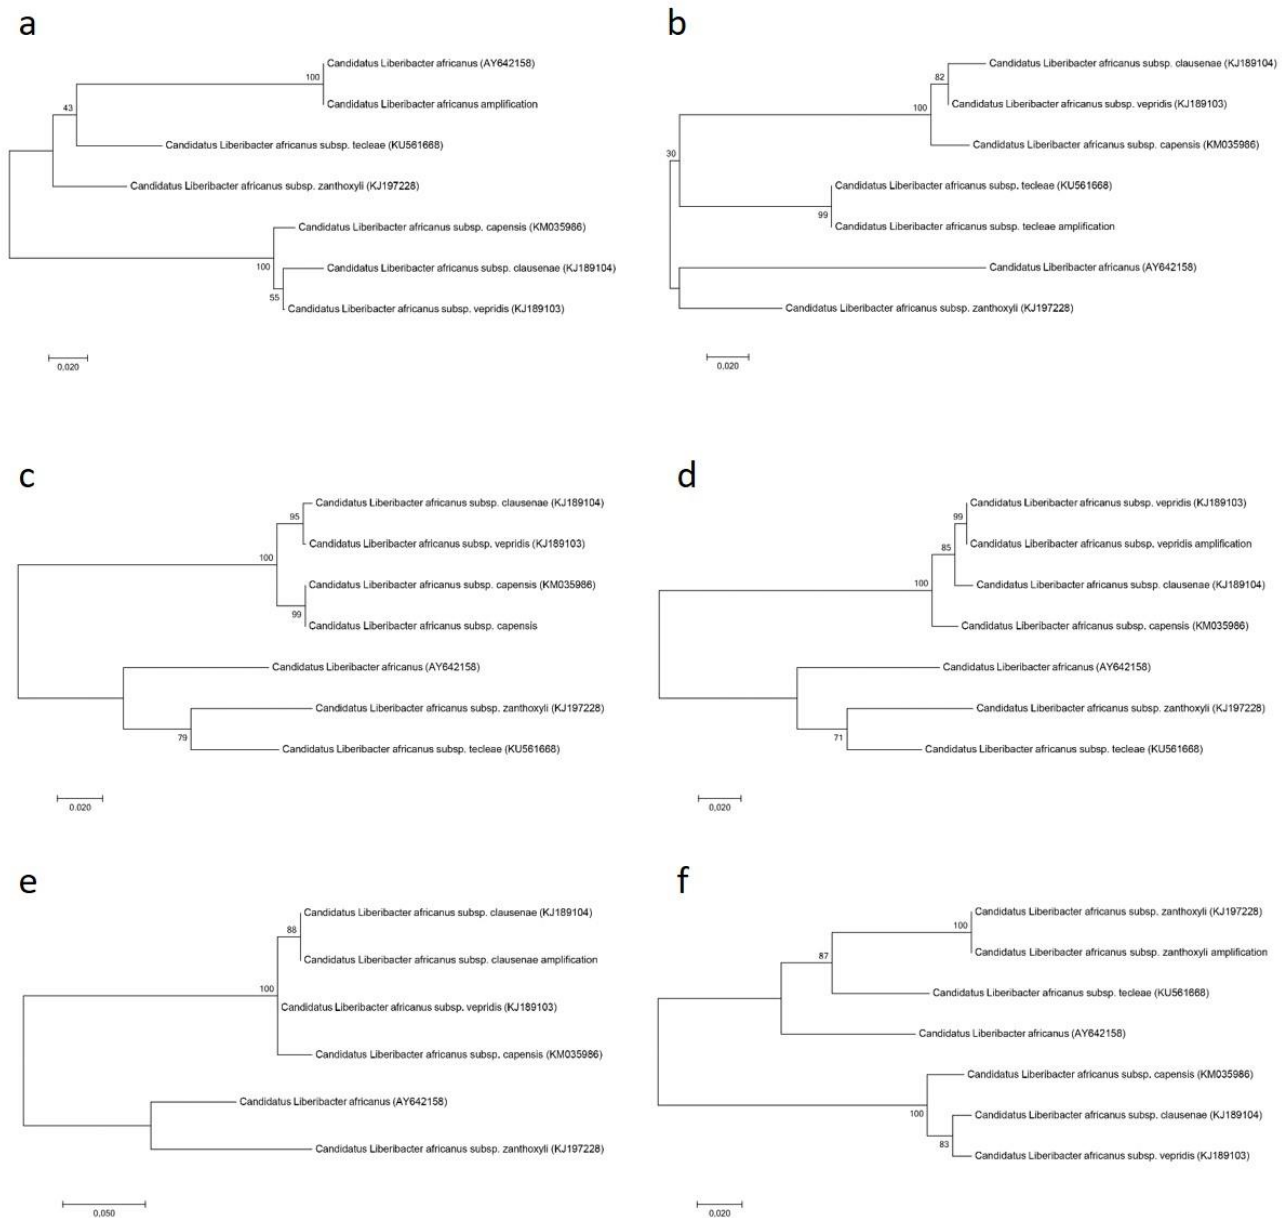 a
100
Candidatus Liberibacter africanus (AY642158)
Candidatus Liberibacter africanus amplification
43
Candidatus Liberibacter africanus subsp. tecleae (KU561668)
Candidatus Liberibacter africanus subsp. zanthoxyli (KJ197228)
Candidatus Liberibacter africanus subsp. capensis (KM035986)
100
Candidatus Liberibacter africanus subsp. clausenae (KJ189104)
55
Candidatus Liberibacter africanus subsp. vepridis (KJ189103)
0,020
b
Candidatus Liberibacter africanus subsp. clausenae (KJ189104)
82
Candidatus Liberibacter africanus subsp. vepridis (KJ189103)
100
Candidatus Liberibacter africanus subsp. capensis (KM035986)
30
Candidatus Liberibacter africanus subsp. tecleae (KU561668)
99
Candidatus Liberibacter africanus subsp. tecleae amplification
Candidatus Liberibacter africanus (AY642158)
Candidatus Liberibacter africanus subsp. zanthoxyli (KJ197228)
0,020
c
Candidatus Liberibacter africanus subsp. clausenae (KJ189104)
95
Candidatus Liberibacter africanus subsp. vepridis (KJ189103)
100
Candidatus Liberibacter africanus subsp. capensis (KM035986)
99
Candidatus Liberibacter africanus subsp. capensis
Candidatus Liberibacter africanus (AY642158)
Candidatus Liberibacter africanus subsp. zanthoxyli (KJ197228)
79
Candidatus Liberibacter africanus subsp. tecleae (KU561668)
0.020
d
Candidatus Liberibacter africanus subsp. vepridis (KJ189103)
99
Candidatus Liberibacter africanus subsp. vepridis amplification
85
Candidatus Liberibacter africanus subsp. clausenae (KJ189104)
100
Candidatus Liberibacter africanus subsp. capensis (KM035986)
Candidatus Liberibacter africanus (AY642158)
Candidatus Liberibacter africanus subsp. zanthoxyli (KJ197228)
71
Candidatus Liberibacter africanus subsp. tecleae (KU561668)
0,020
e
Candidatus Liberibacter africanus subsp. clausenae (KJ189104)
88
Candidatus Liberibacter africanus subsp. clausenae amplification
100
Candidatus Liberibacter africanus subsp. vepridis (KJ189103)
Candidatus Liberibacter africanus subsp. capensis (KM035986)
Candidatus Liberibacter africanus (AY642158)
Candidatus Liberibacter africanus subsp. zanthoxyli (KJ197228)
0,050
f
Candidatus Liberibacter africanus subsp. zanthoxyli (KJ197228)
100
Candidatus Liberibacter africanus subsp. zanthoxyli amplification
87
Candidatus Liberibacter africanus subsp. tecleae (KU561668)
Candidatus Liberibacter africanus (AY642158)
Candidatus Liberibacter africanus subsp. capensis (KM035986)
100
Candidatus Liberibacter africanus subsp. clausenae (KJ189104)
83
Candidatus Liberibacter africanus subsp. vepridis (KJ189103)
0.020